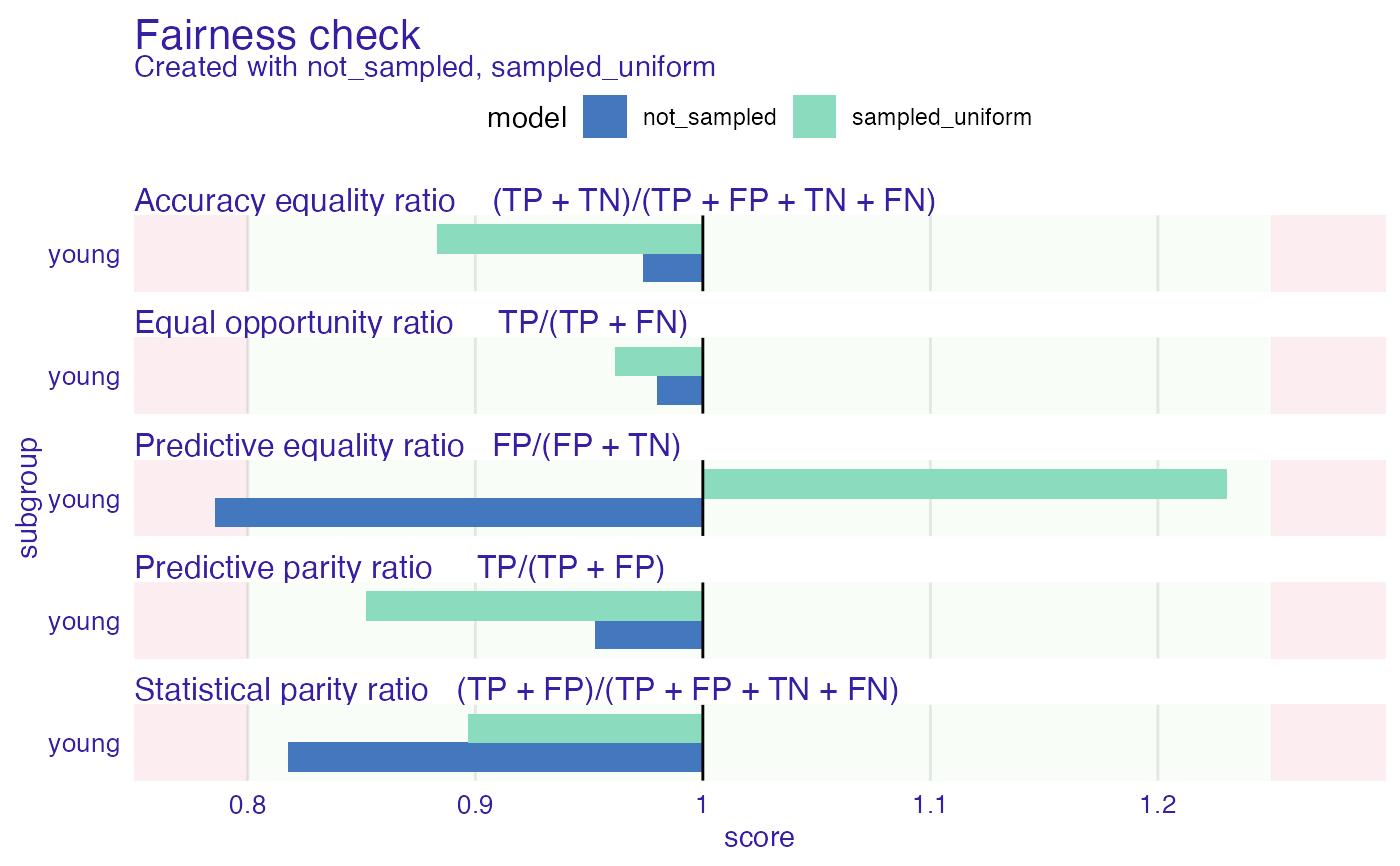 Fairness check
Created with not_sampled, sampled_uniform
model not_sampled sampled_uniform
Accuracy equality ratio (TP + TN)/(TP + FP + TN + FN)
young
Equal opportunity ratio TP/(TP + FN)
young
Predictive equality ratio FP/(FP + TN)
young
Predictive parity ratio TP/(TP + FP)
young
Statistical parity ratio (TP + FP)/(TP + FP + TN + FN)
young
subgroup
0.8 0.9 1 1.1 1.2
score